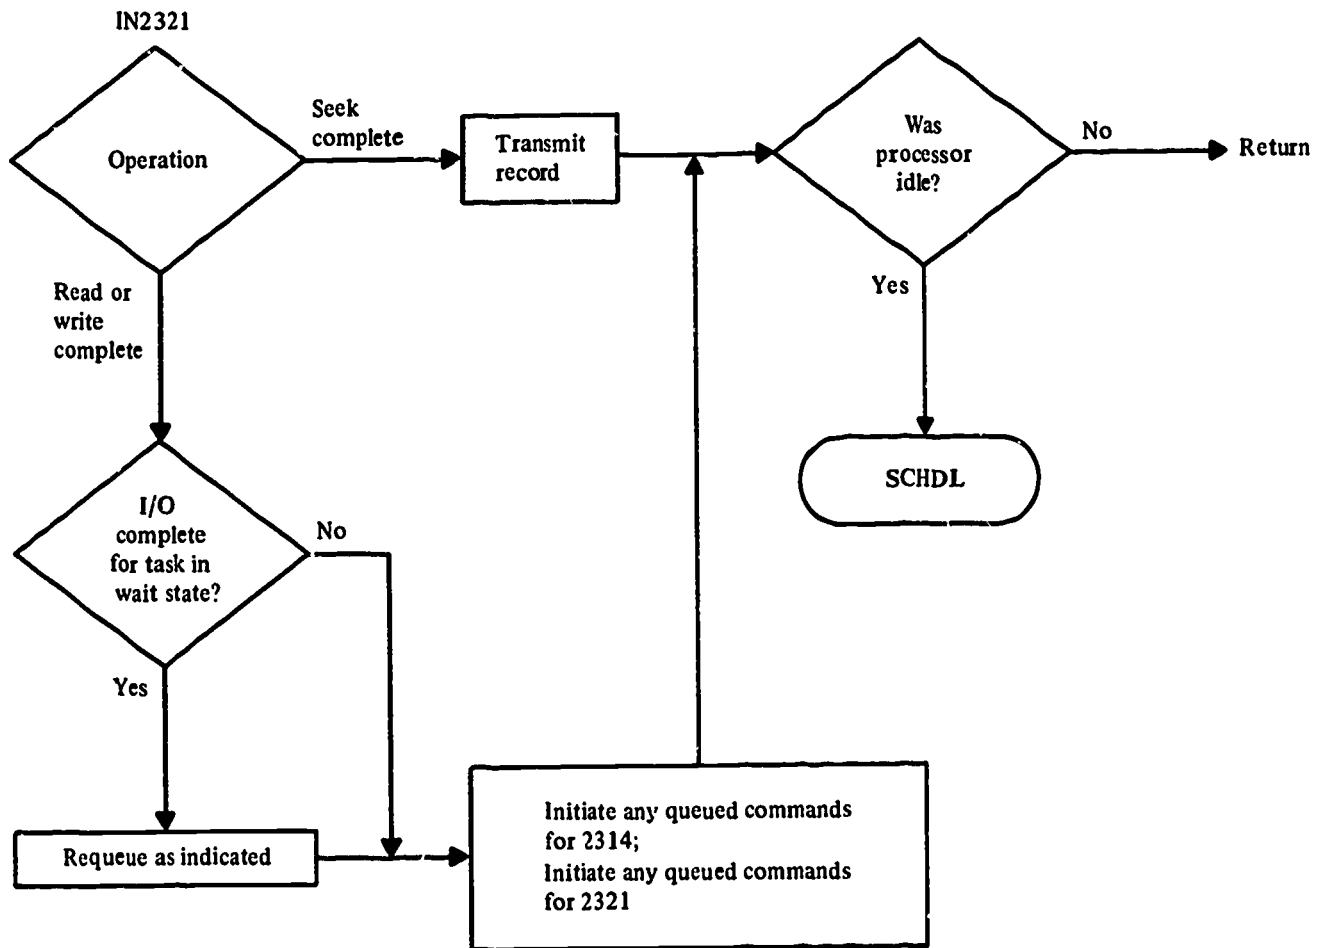 IN2321
Operation
Seek
complete
Transmit
record
Was
processor
idle?
No
Return
Yes
SCHDL
Read or
write
complete
I/O
complete
for task in
wait state?
No
Yes
Requeue as indicated
Initiate any queued commands
for 2314;
Initiate any queued commands
for 2321